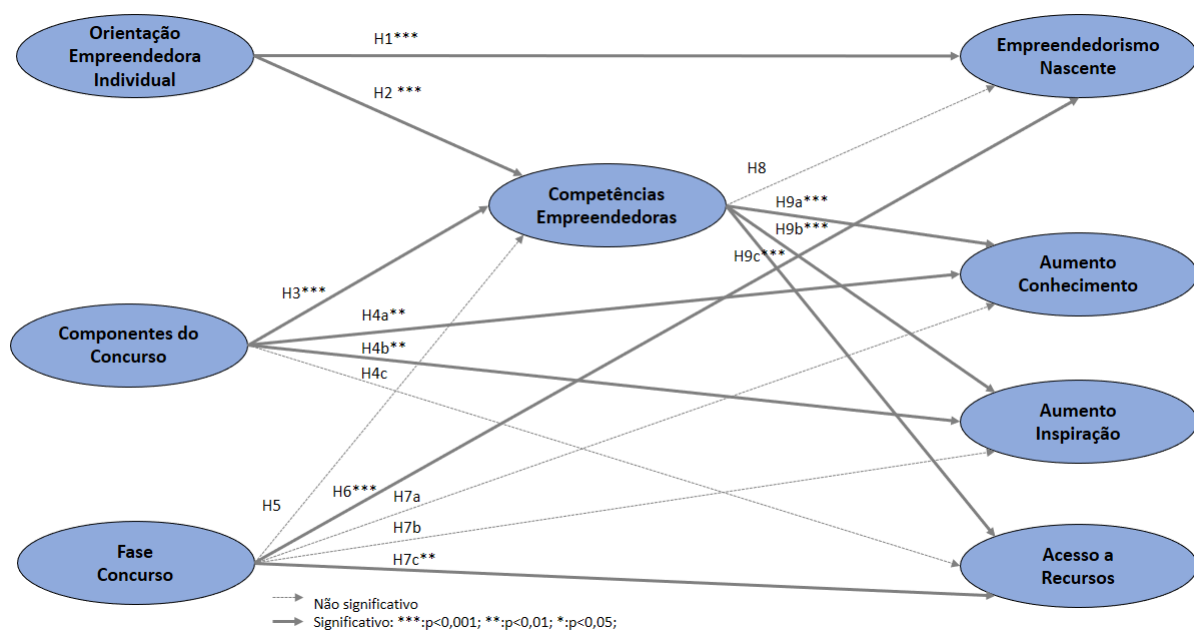 Orientação
Empreendedora
Individual
H1***
Empreendedorismo
Nascente
H2 ***
H8
Competências
Empreendedoras
H9a***
H9b***
H9c***
Aumento
Conhecimento
H3***
H4a**
Componentes do
Concurso
H4b**
H4c
Aumento
Inspiração
H5
H6***
H7a
H7b
Fase
Concurso
H7c**
Acesso a
Recursos
Não significativo
Significativo: ***:p<0,001; **:p<0,01; *:p<0,05;